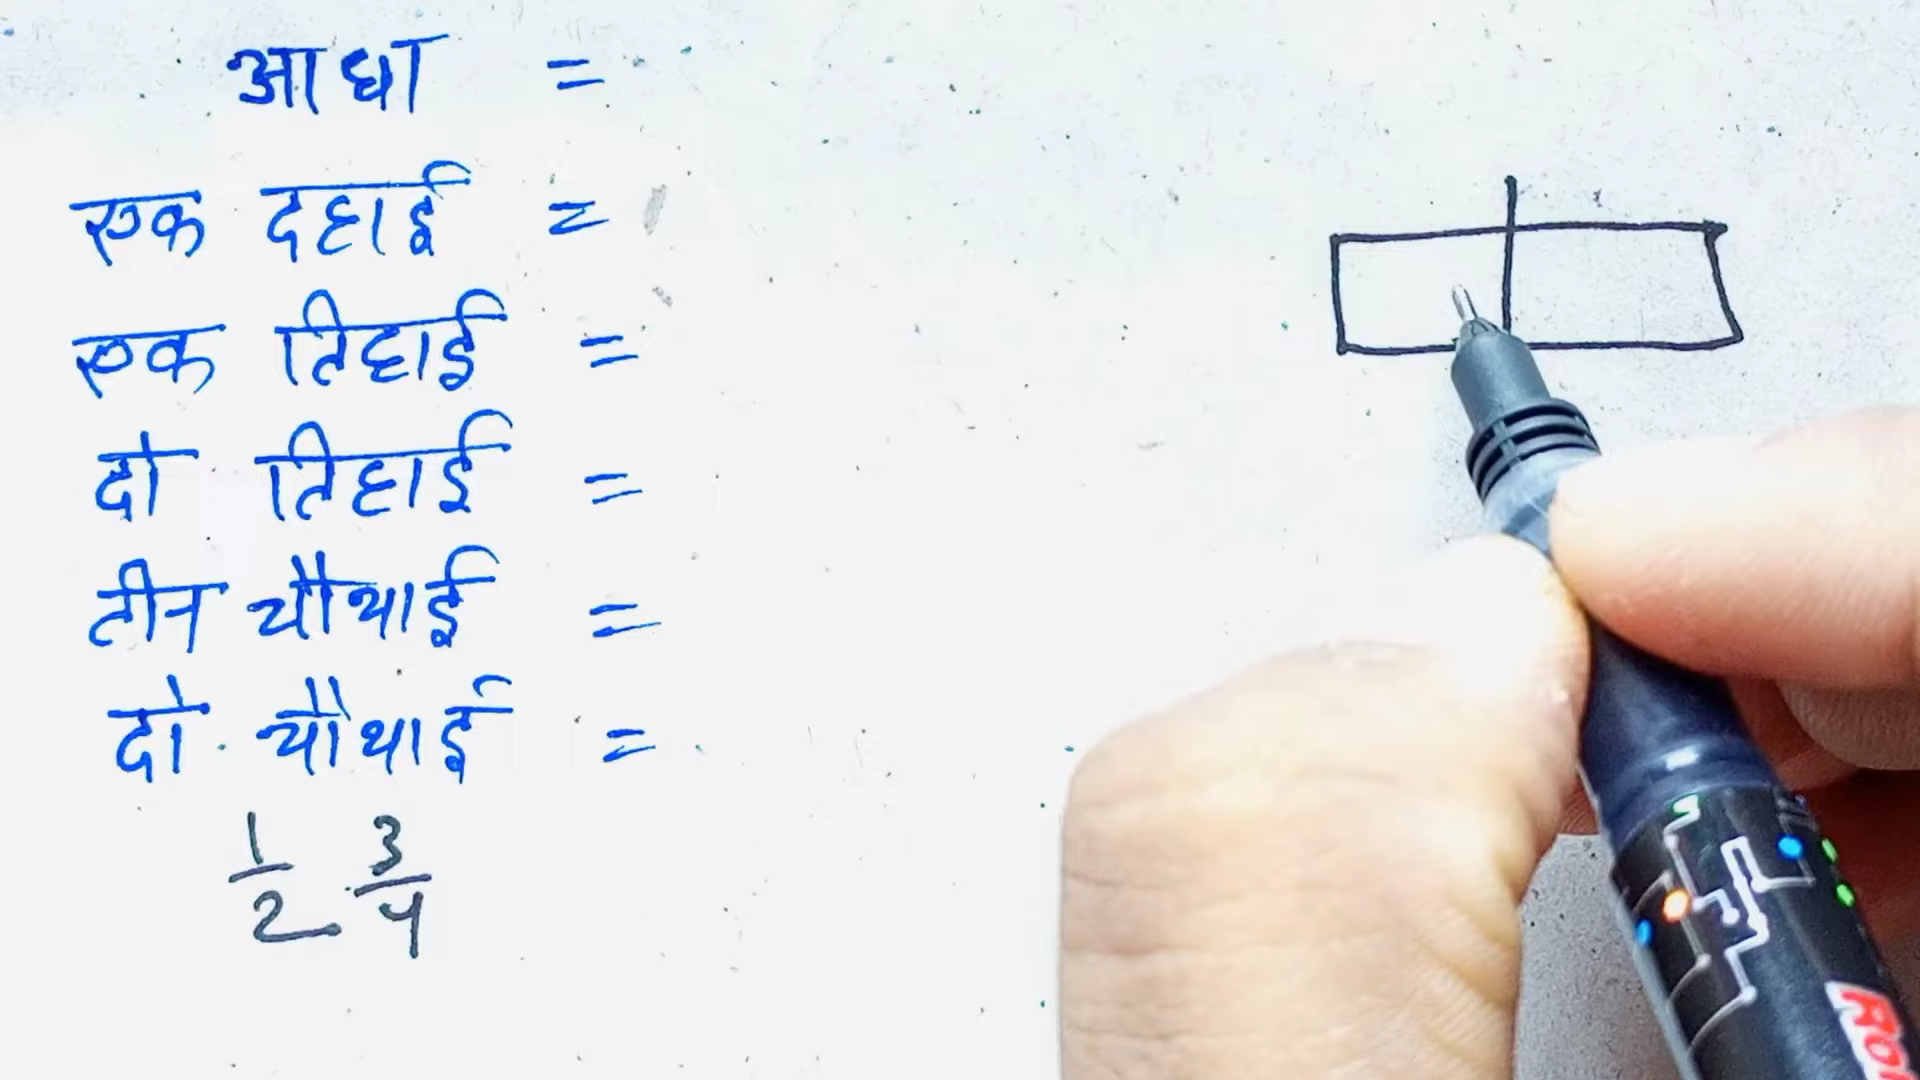 आधा =
एक दहाई =
एक तिहाई =
दो तिहाई =
तीन चौथाई =
दो चौथाई =
1/2 3/4